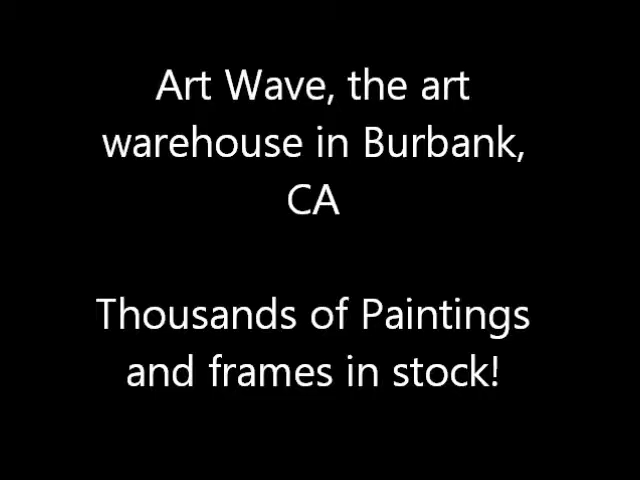 Art Wave, the art
warehouse in Burbank,
CA
Thousands of Paintings
and frames in stock!